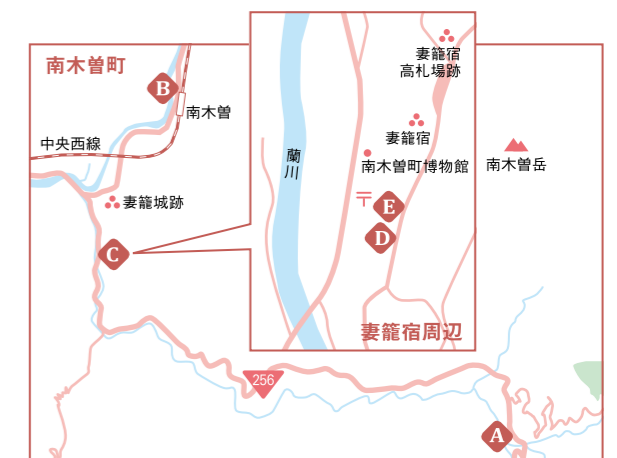 南木曽町
B
南木曽
中央西線
妻籠城跡
C
妻籠宿
高札場跡
妻籠宿
南木曽町博物館
蘭川
〒
E
D
妻籠宿周辺
南木曽岳
256
A